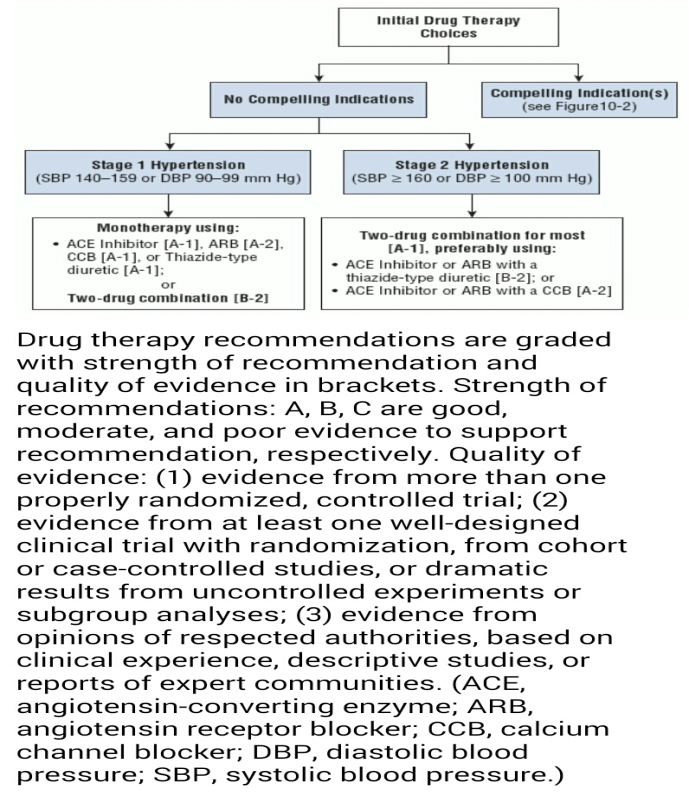 Initial Drug Therapy
Choices
No Compelling Indications
Compelling Indication(s)
(see Figure10-2)
Stage 1 Hypertension
(SBP 140–159 or DBP 90–99 mm Hg)
Stage 2 Hypertension
(SBP ≥ 160 or DBP ≥ 100 mm Hg)
Monotherapy using:
• ACE Inhibitor [A-1], ARB [A-2],
CCB [A-1], or Thiazide-type
diuretic [A-1];
or
Two-drug combination [B-2]
Two-drug combination for most
[A-1], preferably using:
• ACE Inhibitor or ARB with a
thiazide-type diuretic [B-2]; or
• ACE Inhibitor or ARB with a CCB [A-2]
Drug therapy recommendations are graded
with strength of recommendation and
quality of evidence in brackets. Strength of
recommendations: A, B, C are good,
moderate, and poor evidence to support
recommendation, respectively. Quality of
evidence: (1) evidence from more than one
properly randomized, controlled trial; (2)
evidence from at least one well-designed
clinical trial with randomization, from cohort
or case-controlled studies, or dramatic
results from uncontrolled experiments or
subgroup analyses; (3) evidence from
opinions of respected authorities, based on
clinical experience, descriptive studies, or
reports of expert communities. (ACE,
angiotensin-converting enzyme; ARB,
angiotensin receptor blocker; CCB, calcium
channel blocker; DBP, diastolic blood
pressure; SBP, systolic blood pressure.)